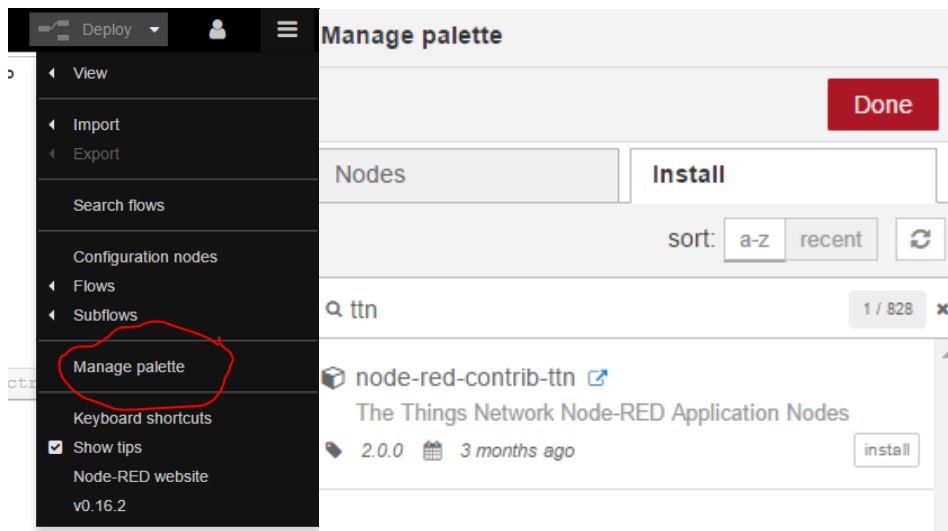 Deploy
View
Import
Export
Search flows
Configuration nodes
Flows
Subflows
Manage palette
Keyboard shortcuts
Show tips
Node-RED website
v0.16.2
Manage palette
Done
Nodes
Install
sort: a-z recent
ttn
1 / 828
node-red-contrib-ttn
The Things Network Node-RED Application Nodes
2.0.0 3 months ago
install